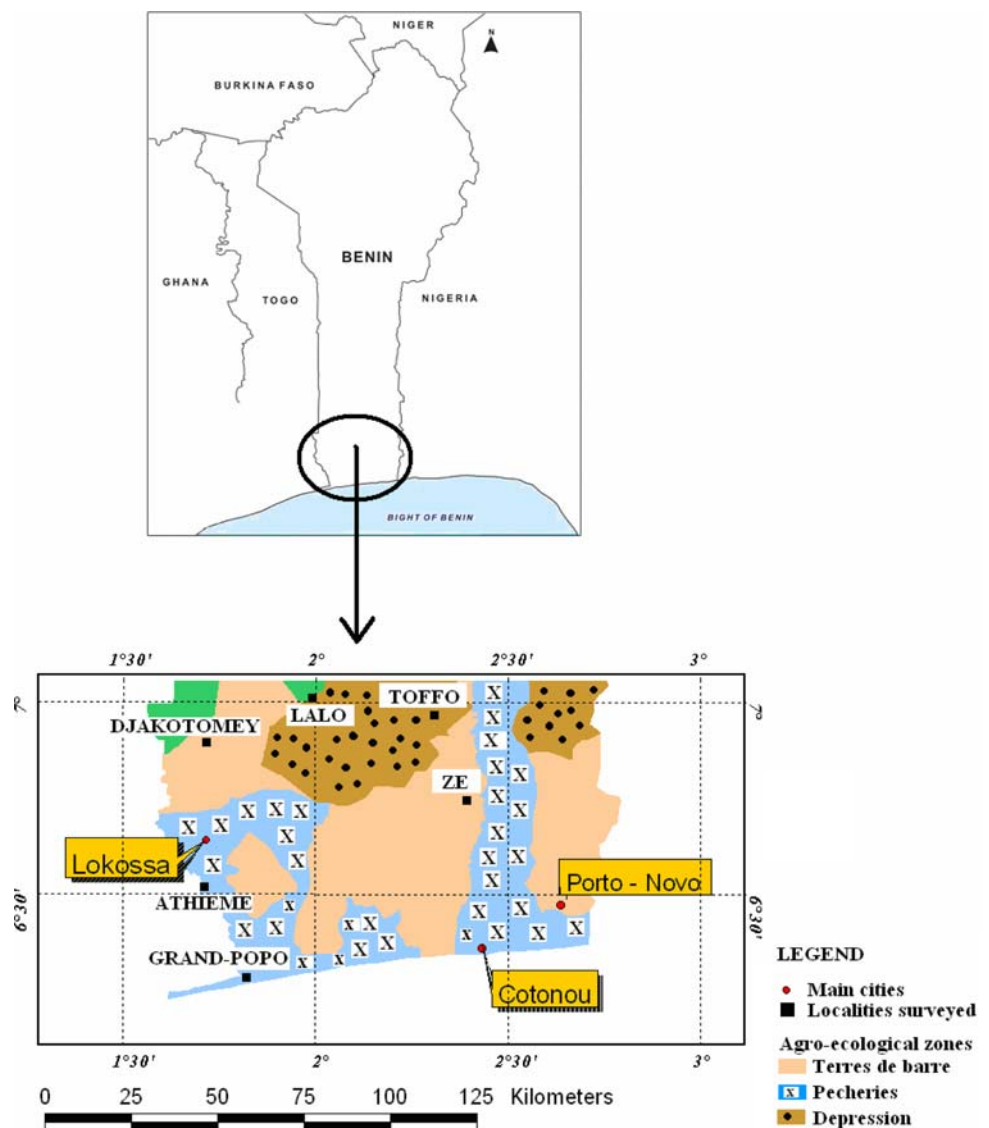 NIGER
N
BURKINA FASO
BENIN
GHANA
TOGO
NIGERIA
BIGHT OF BENIN
1°30' 2° 2°30' 3°
7° 7°
TOFFO
LALO
DJAKOTOMEY
ZE
Lokossa
Porto - Novo
ATHIEME
6°30' 6°30'
GRAND-POPO
Cotonou
1°30' 2° 2°30' 3°
LEGEND
Main cities
Localities surveyed
Agro-ecological zones
Terres de barre
X Pecheries
Depression
0 25 50 75 100 125 Kilometers